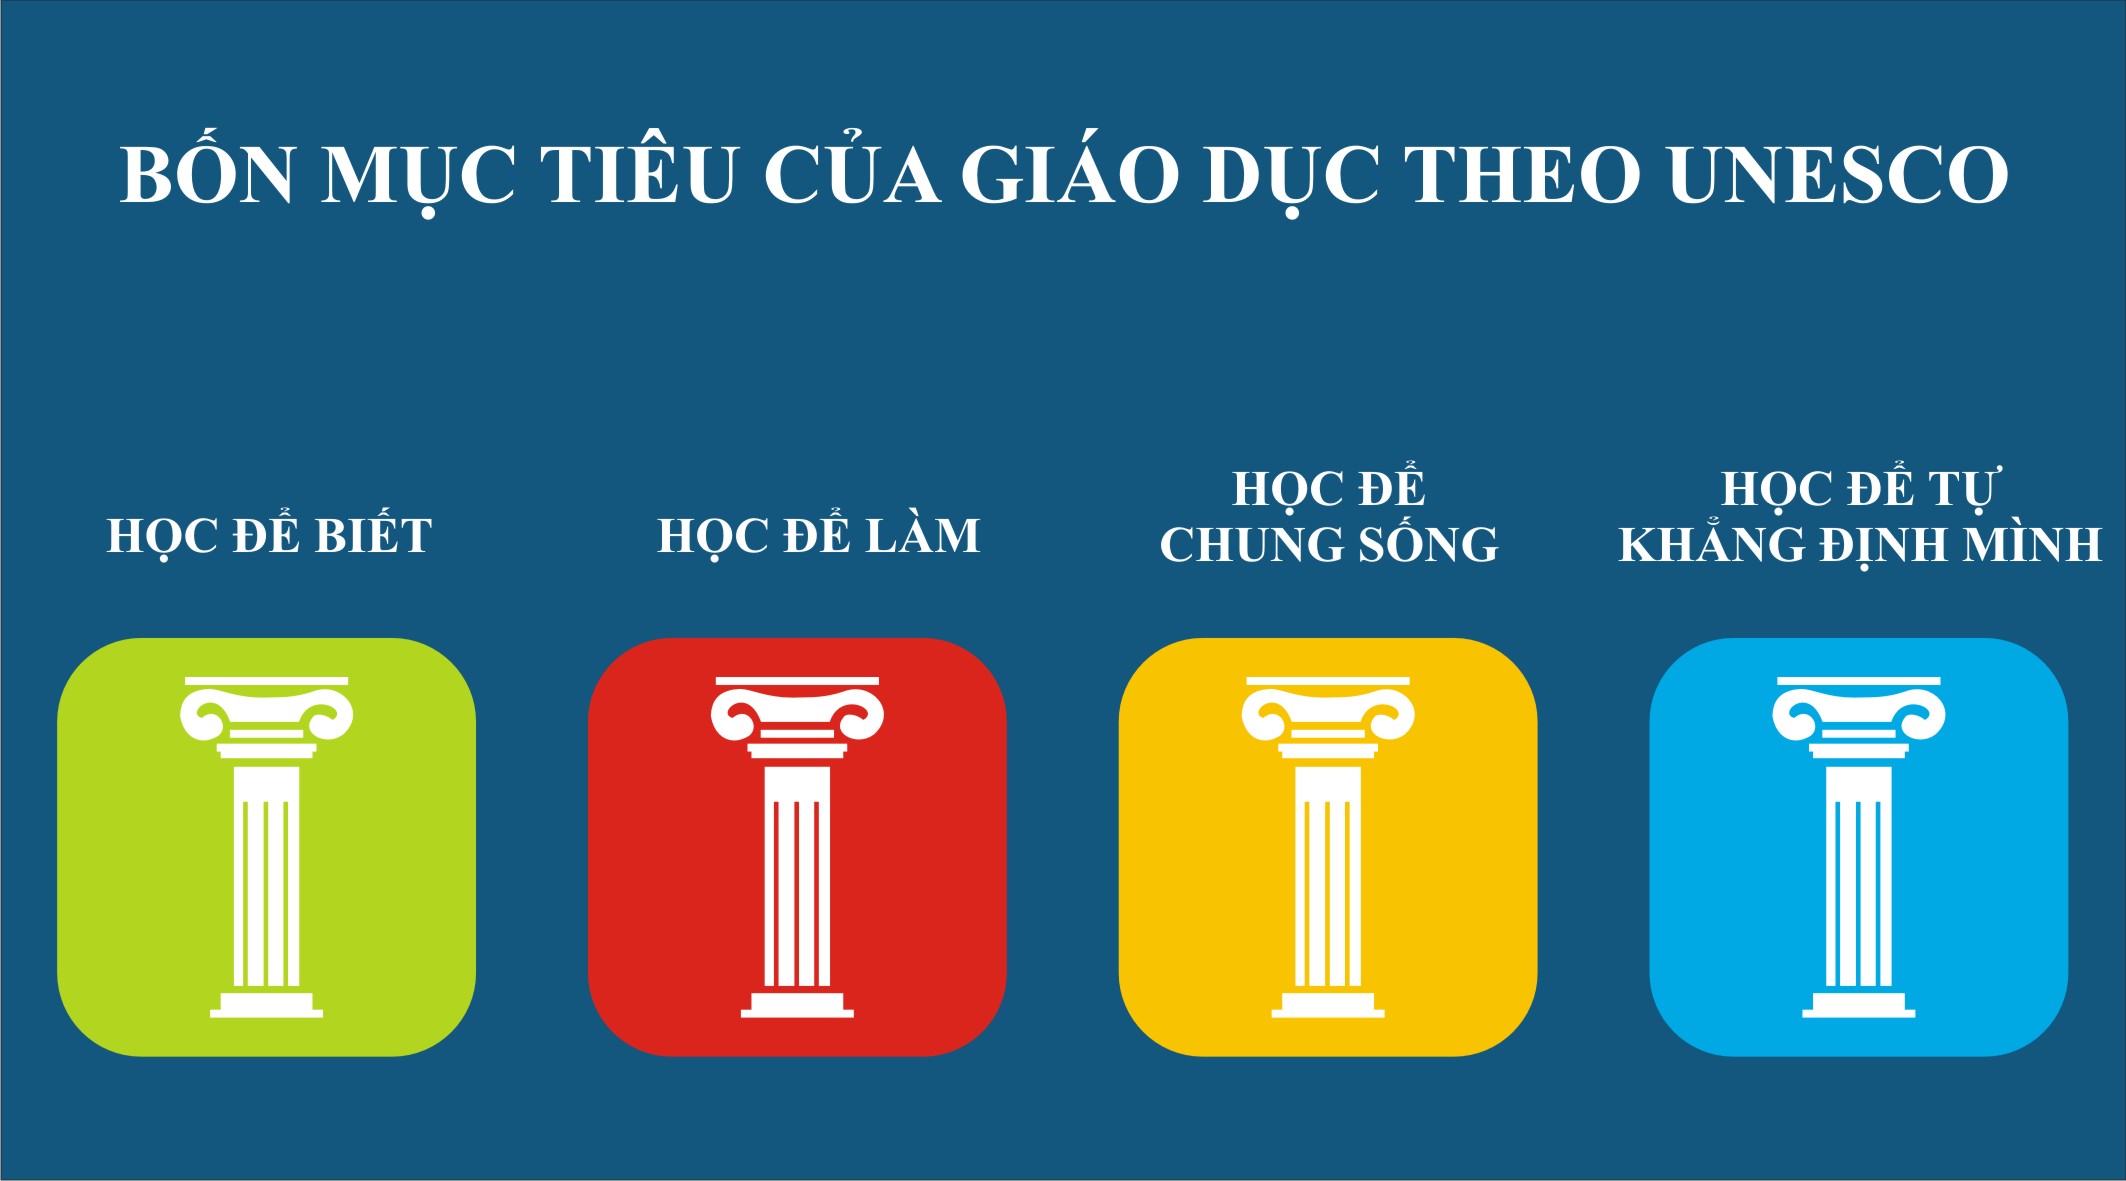 BỐN MỤC TIÊU CỦA GIÁO DỤC THEO UNESCO
HỌC ĐỂ BIẾT
HỌC ĐỂ LÀM
HỌC ĐỂ
CHUNG SỐNG
HỌC ĐỂ TỰ
KHẲNG ĐỊNH MÌNH